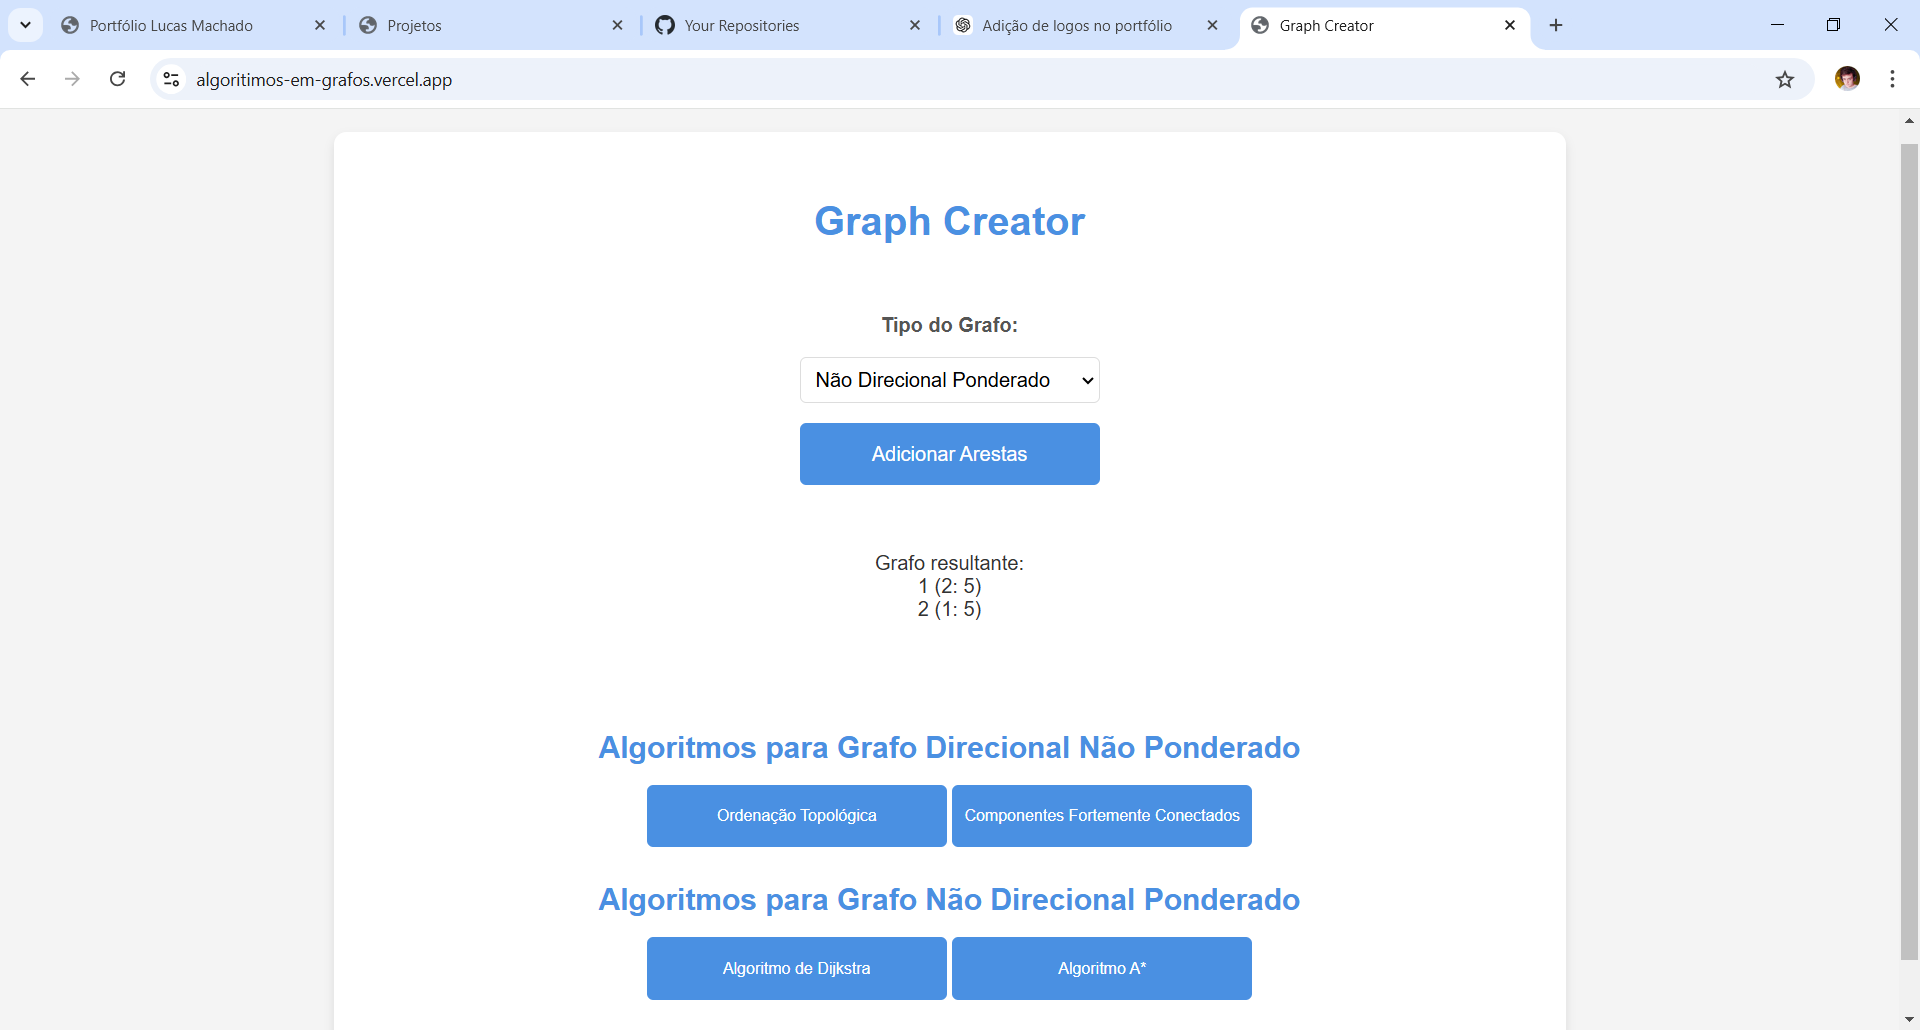 Portfólio Lucas Machado
Projetos
Your Repositories
Adição de logos no portfólio
Graph Creator
algoritimos-em-grafos.vercel.app
Graph Creator
Tipo do Grafo:
Não Direcional Ponderado
Adicionar Arestas
Grafo resultante:
1 (2: 5)
2 (1: 5)
Algoritmos para Grafo Direcional Não Ponderado
Ordenação Topológica
Componentes Fortemente Conectados
Algoritmos para Grafo Não Direcional Ponderado
Algoritmo de Dijkstra
Algoritmo A*